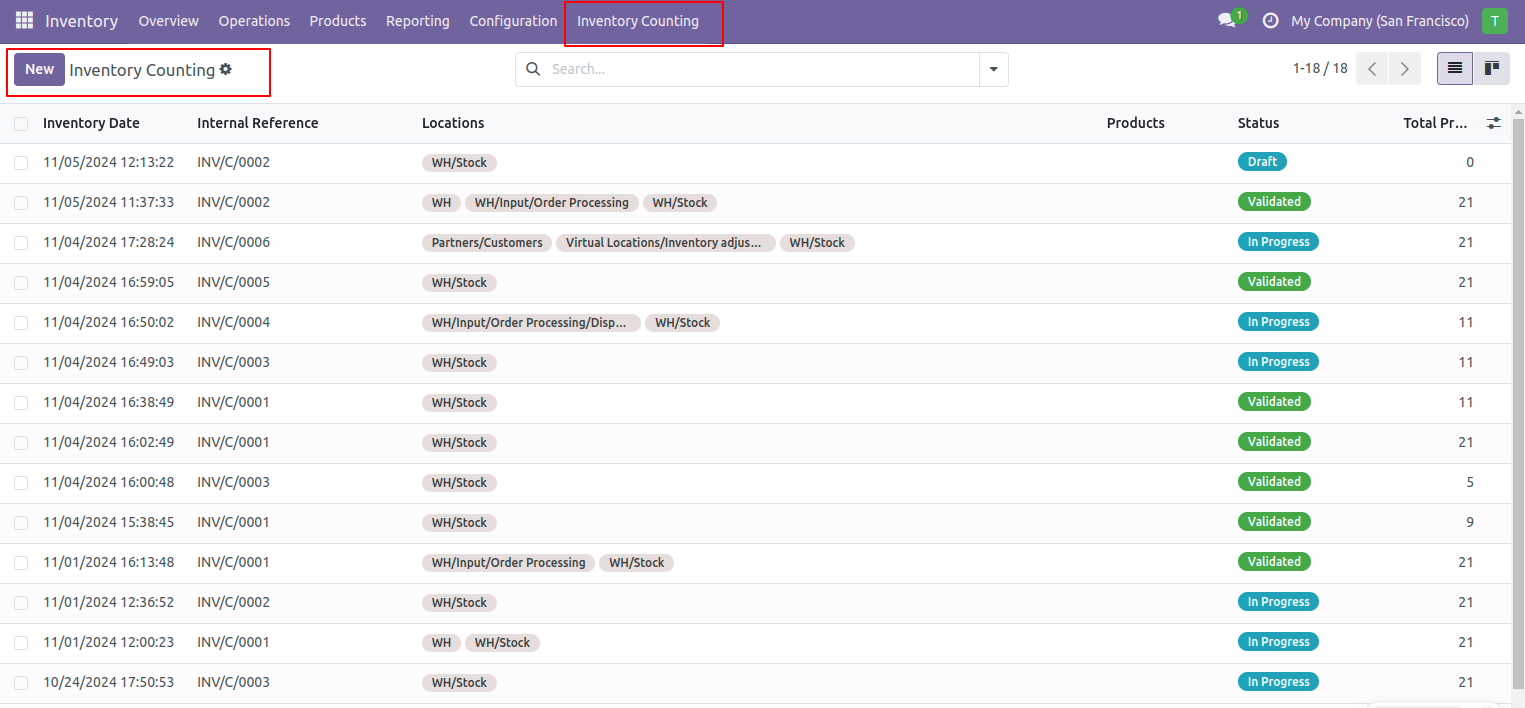 Inventory Overview Operations Products Reporting Configuration Inventory Counting 1 My Company (San Francisco) T
New Inventory Counting Search... 1-18 / 18
Inventory Date Internal Reference Locations Products Status Total Pr...
11/05/2024 12:13:22 INV/C/0002 WH/Stock Draft 0
11/05/2024 11:37:33 INV/C/0002 WH WH/Input/Order Processing WH/Stock Validated 21
11/04/2024 17:28:24 INV/C/0006 Partners/Customers Virtual Locations/Inventory adjus... WH/Stock In Progress 21
11/04/2024 16:59:05 INV/C/0005 WH/Stock Validated 21
11/04/2024 16:50:02 INV/C/0004 WH/Input/Order Processing/Disp... WH/Stock In Progress 11
11/04/2024 16:49:03 INV/C/0003 WH/Stock In Progress 11
11/04/2024 16:38:49 INV/C/0001 WH/Stock Validated 11
11/04/2024 16:02:49 INV/C/0001 WH/Stock Validated 21
11/04/2024 16:00:48 INV/C/0003 WH/Stock Validated 5
11/04/2024 15:38:45 INV/C/0001 WH/Stock Validated 9
11/01/2024 16:13:48 INV/C/0001 WH/Input/Order Processing WH/Stock Validated 21
11/01/2024 12:36:52 INV/C/0002 WH/Stock In Progress 21
11/01/2024 12:00:23 INV/C/0001 WH WH/Stock In Progress 21
10/24/2024 17:50:53 INV/C/0003 WH/Stock In Progress 21